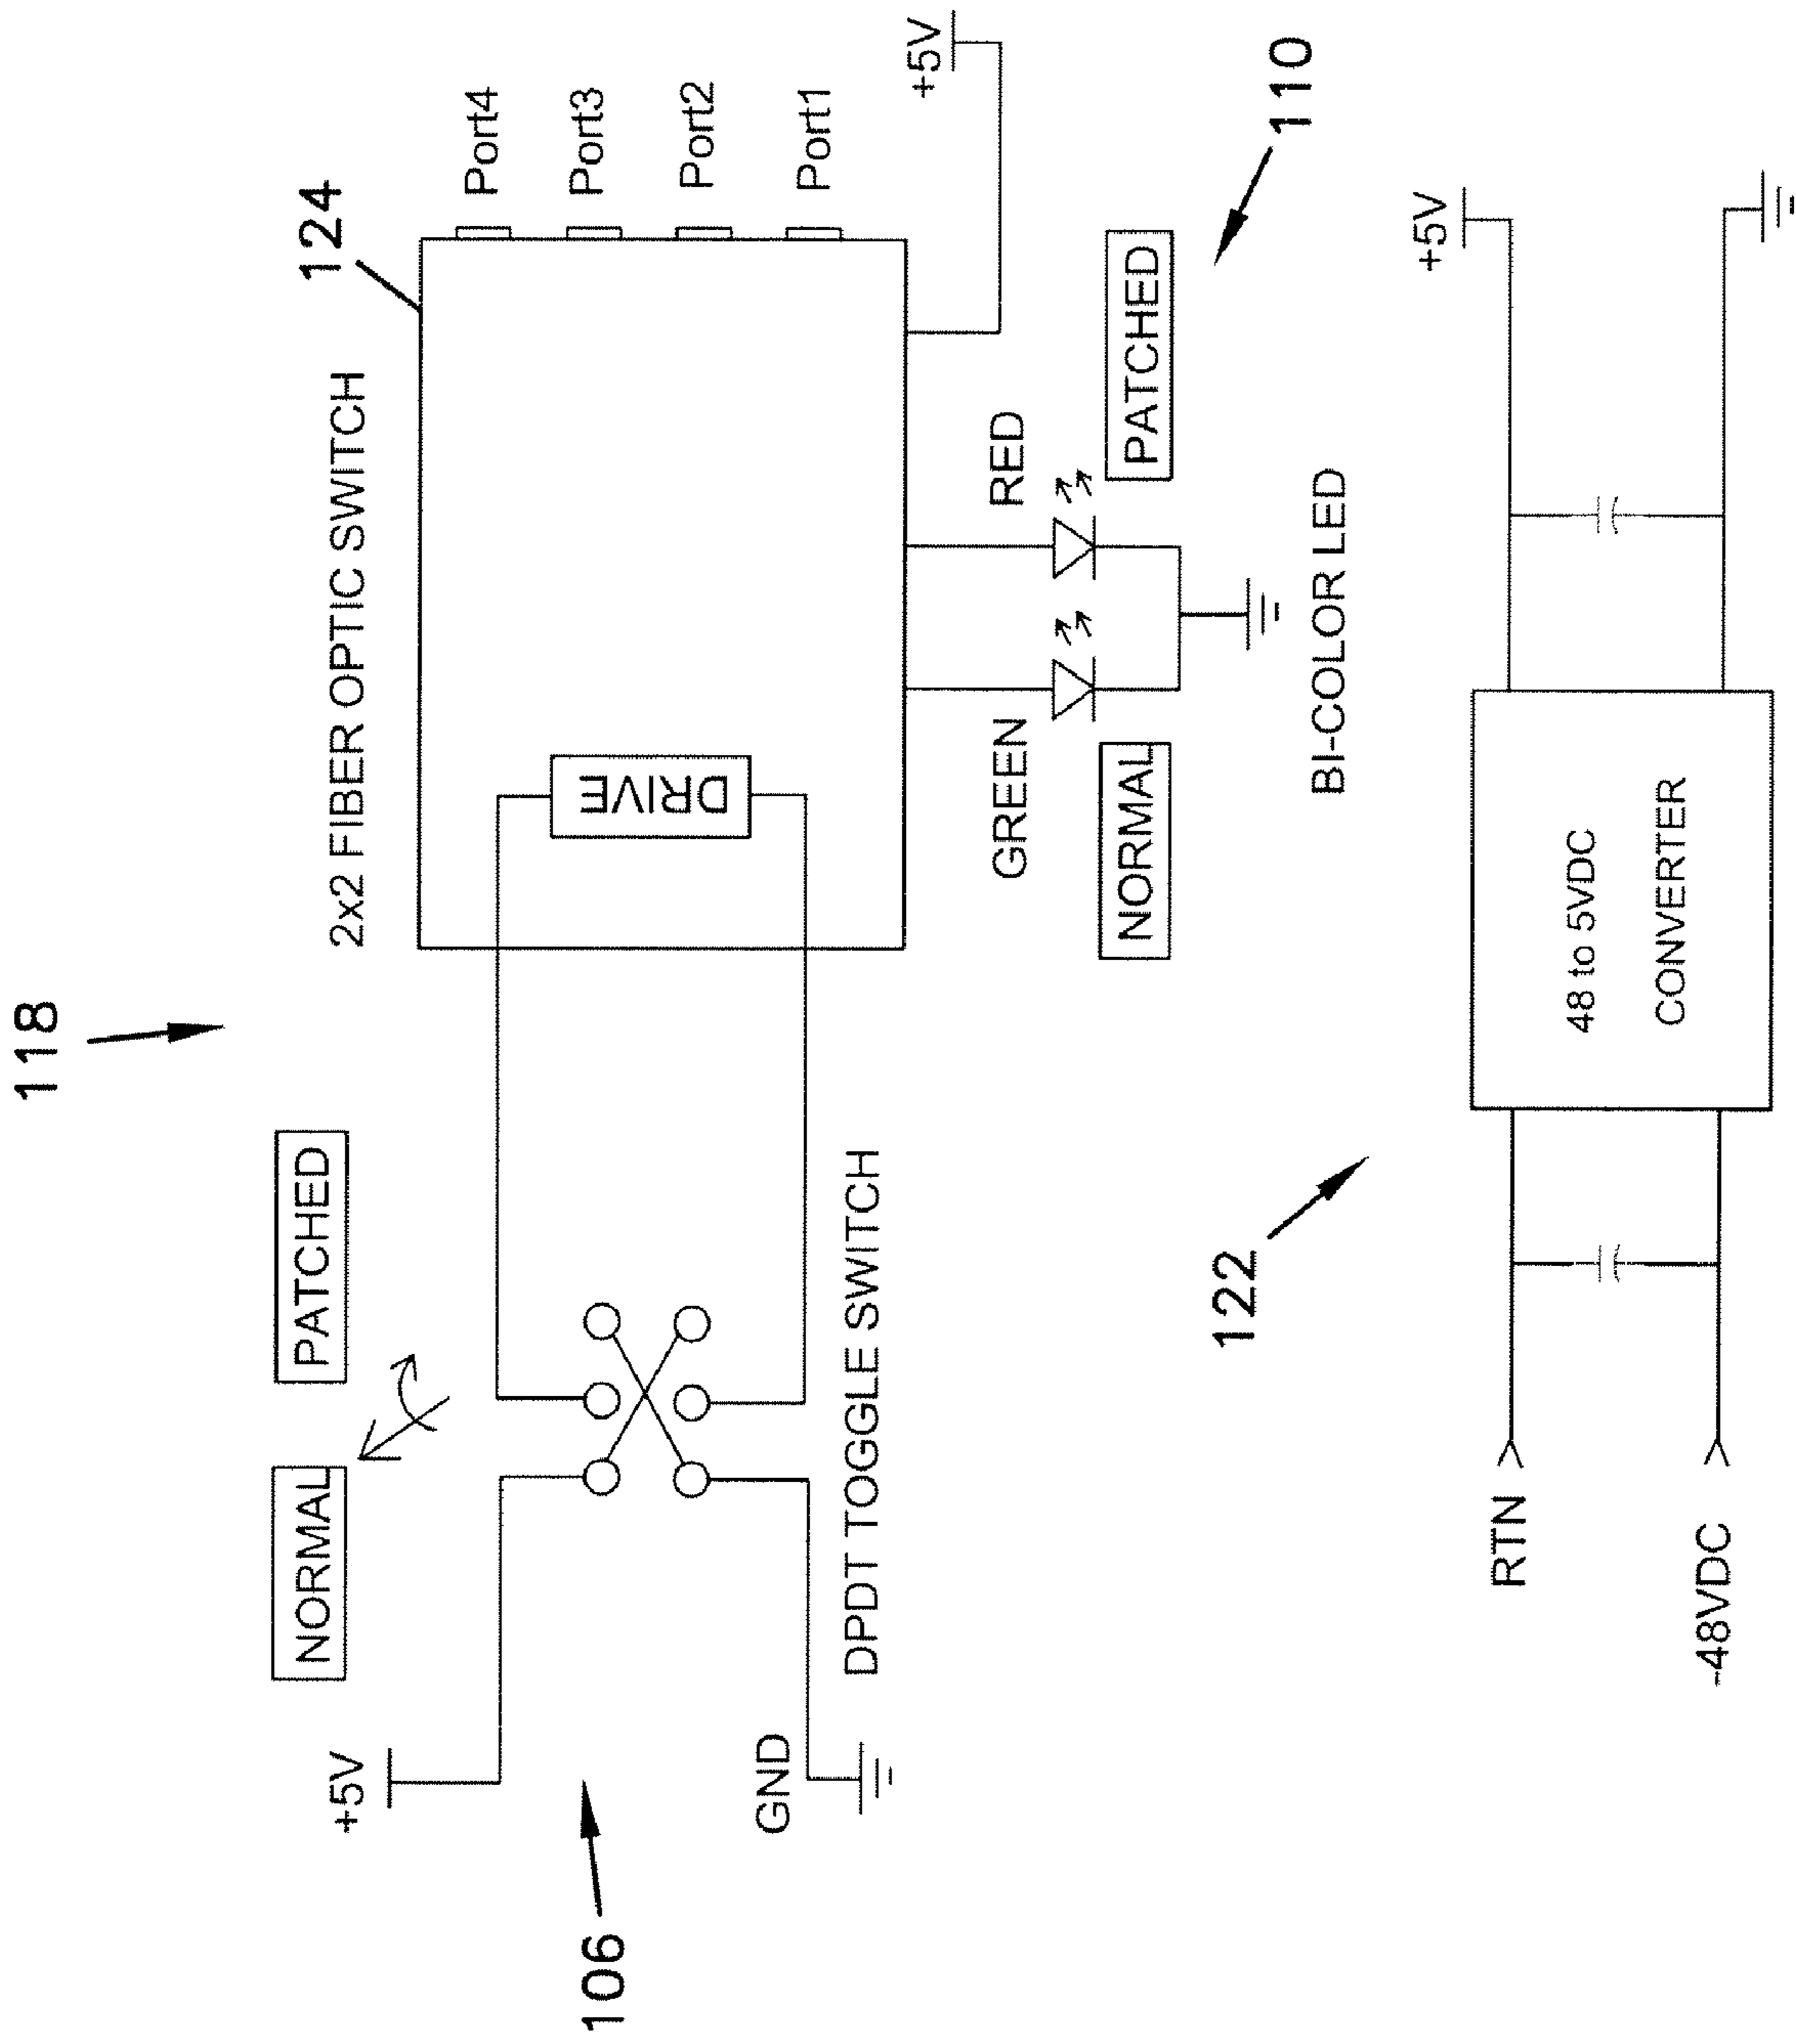 118
124
2x2 FIBER OPTIC SWITCH
NORMAL
PATCHED
+5V
GND
DPDT TOGGLE SWITCH
106
DRIVE
Port4
Port3
Port2
Port1
+5V
GREEN
RED
NORMAL
PATCHED
110
BI-COLOR LED
122
RTN
-48VDC
48 to 5VDC
CONVERTER
+5V